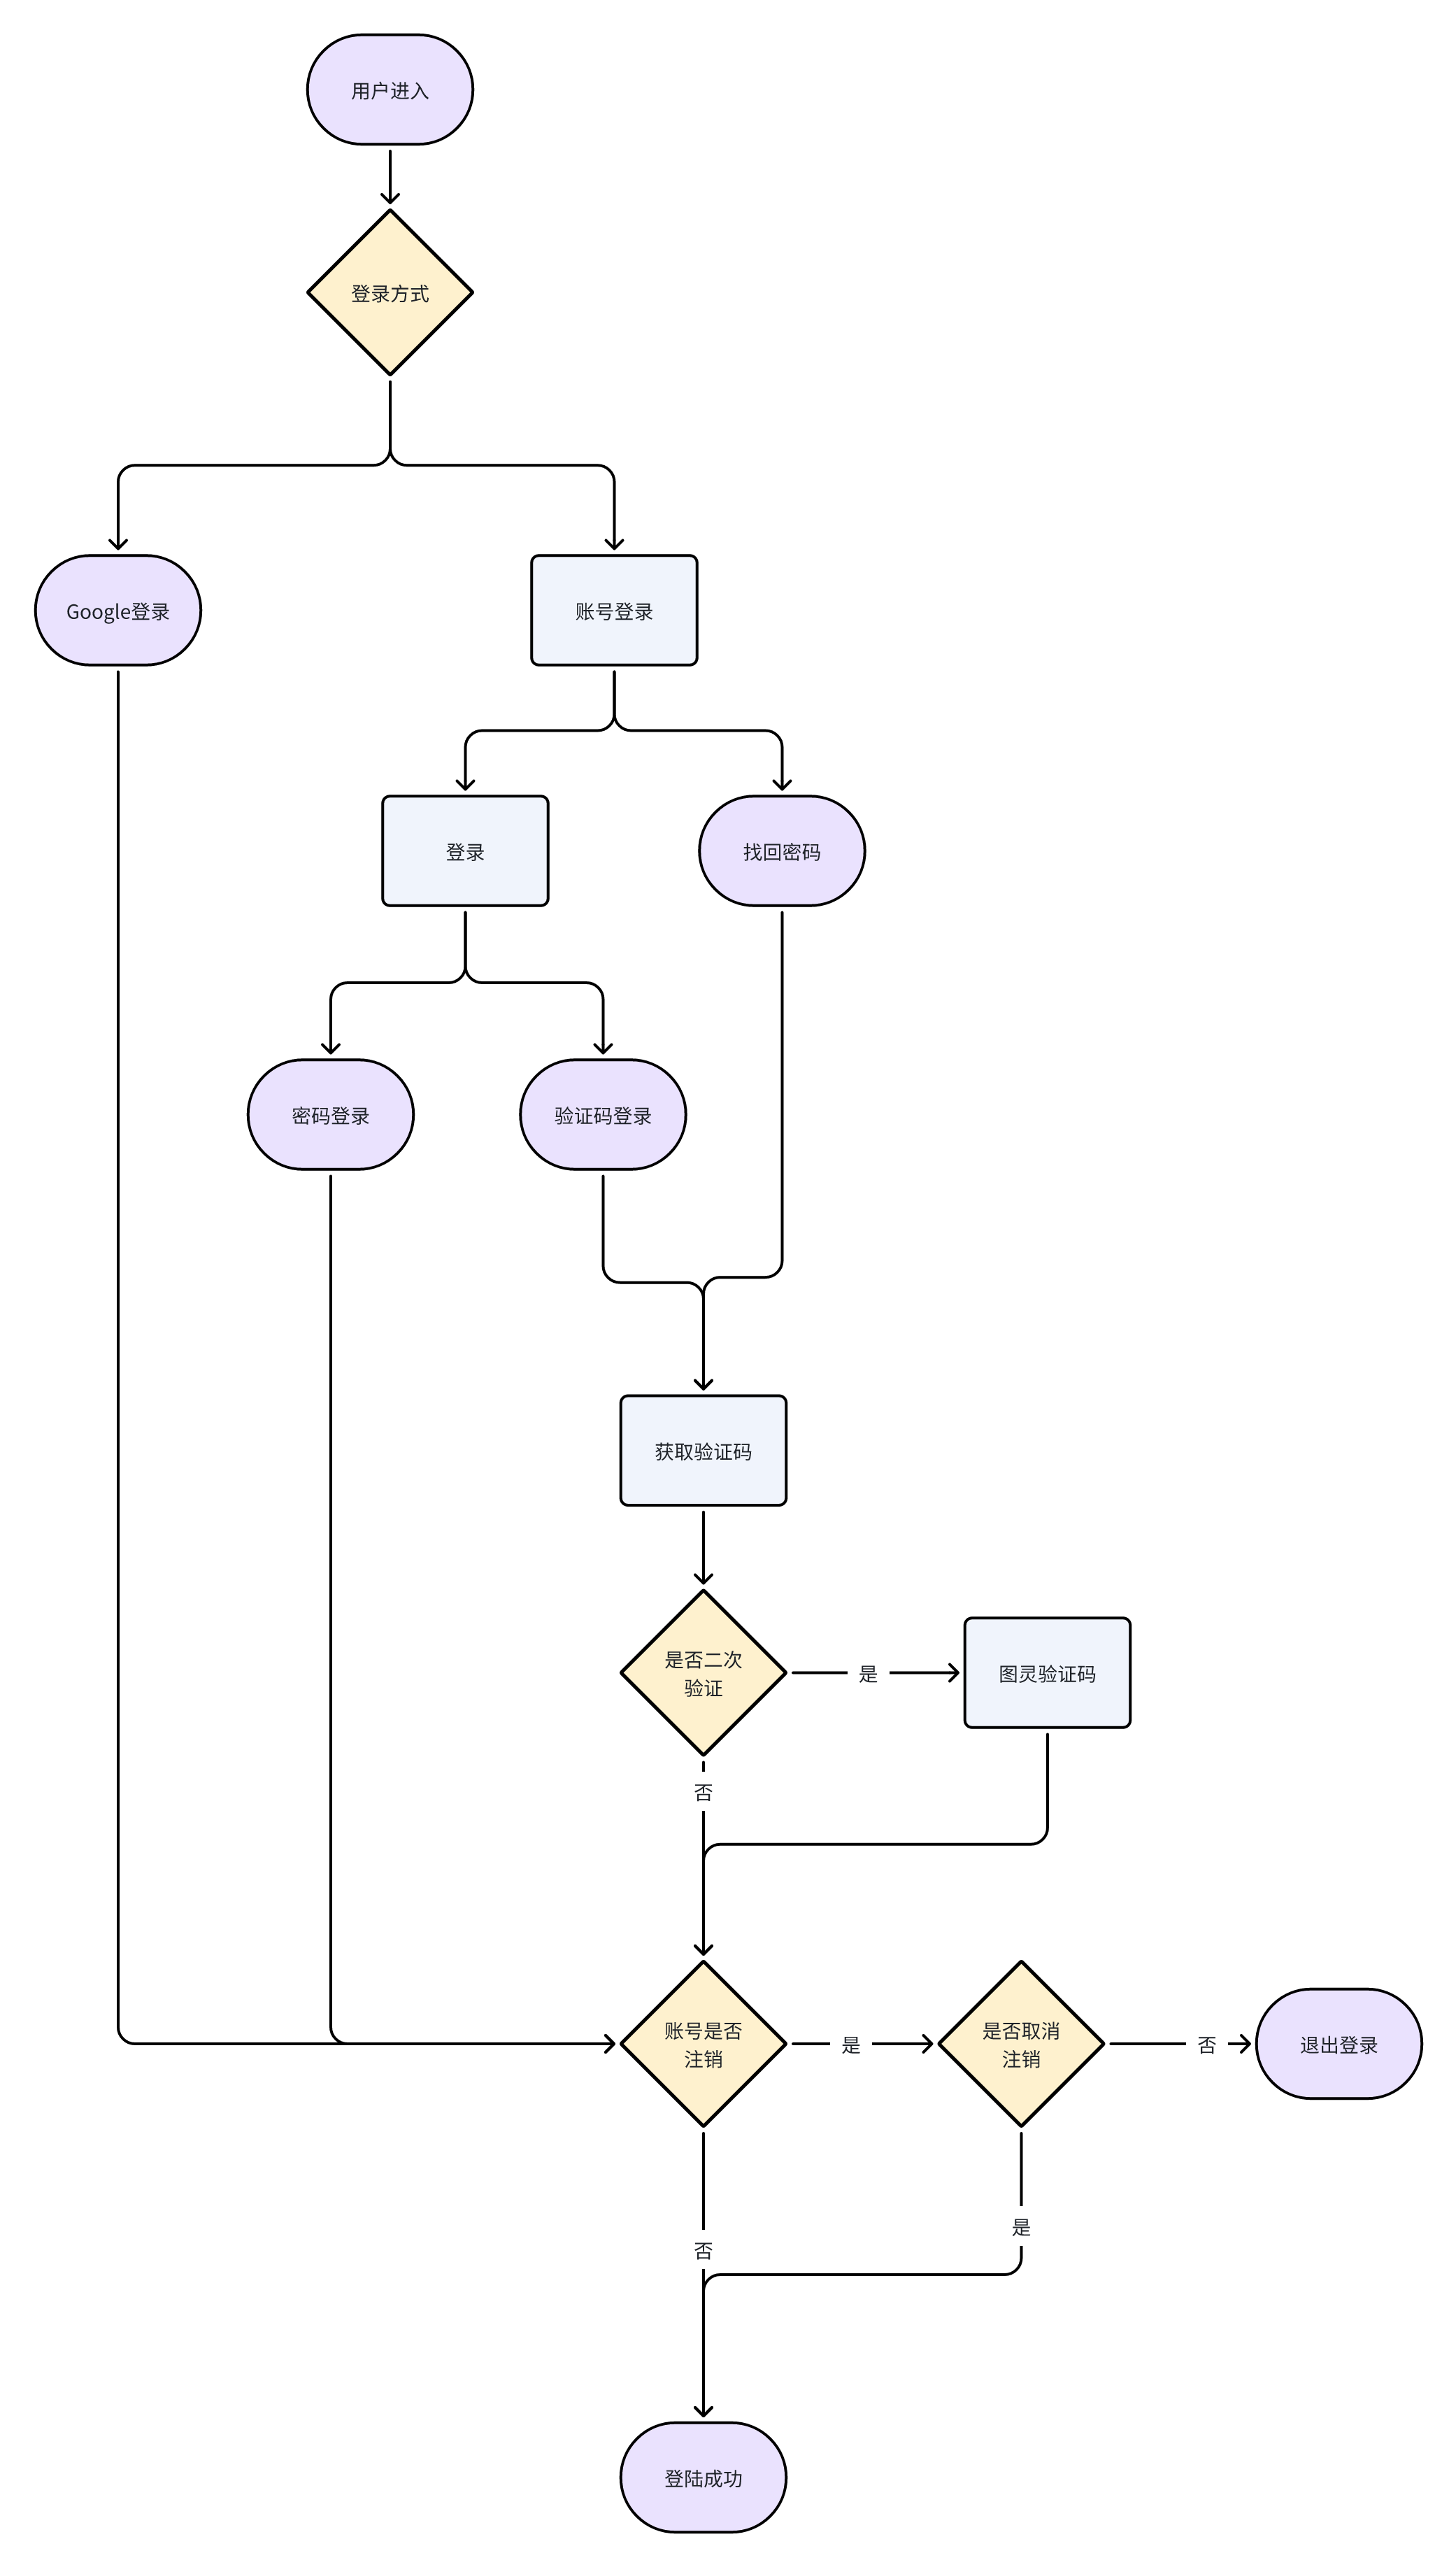 用户进入
登录方式
Google登录
账号登录
登录
找回密码
密码登录
验证码登录
获取验证码
是否二次
验证
是
图灵验证码
否
账号是否
注销
是
是否取消
注销
否
退出登录
是
否
登陆成功